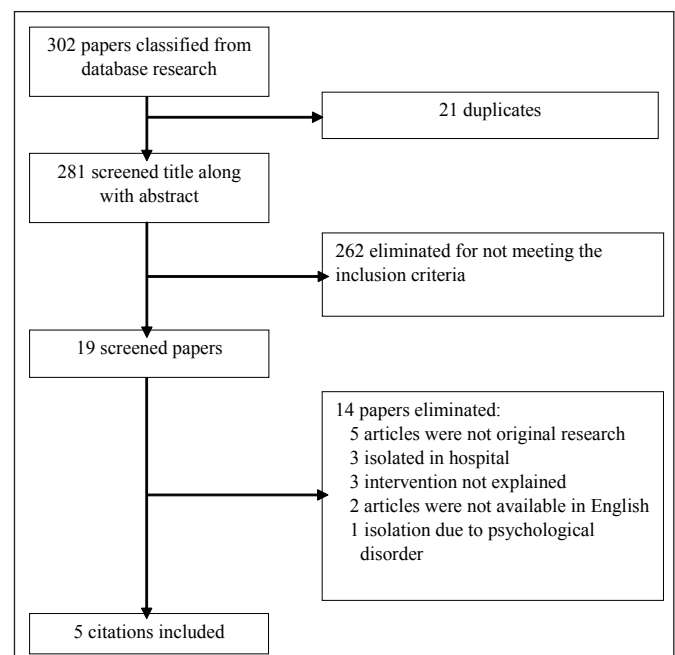 302 papers classified from
database research
21 duplicates
281 screened title along
with abstract
262 eliminated for not meeting the
inclusion criteria
19 screened papers
14 papers eliminated:
5 articles were not original research
3 isolated in hospital
3 intervention not explained
2 articles were not available in English
1 isolation due to psychological
disorder
5 citations included